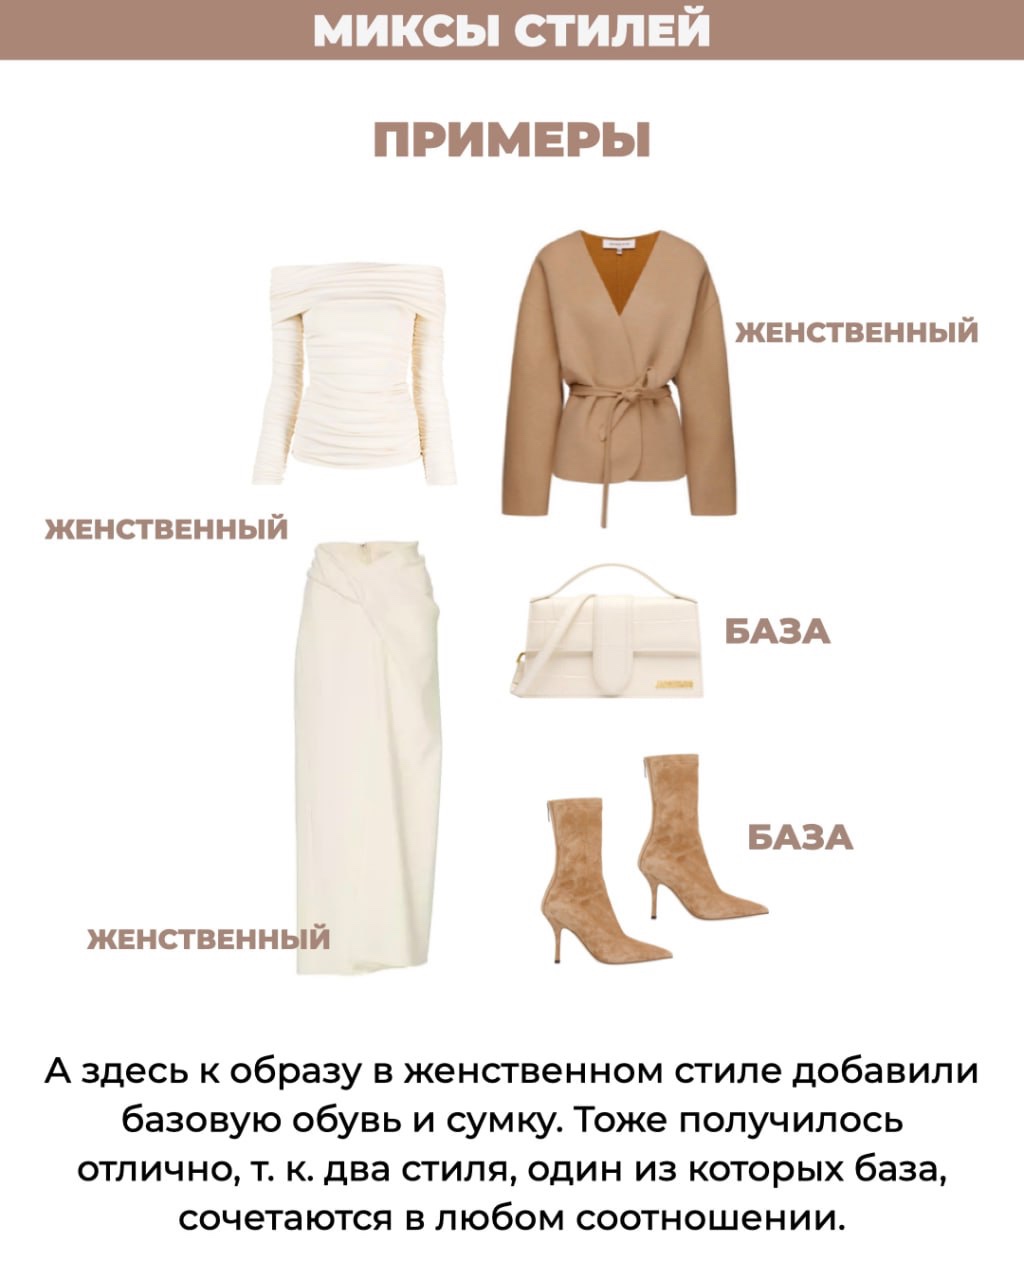 МИКСЫ СТИЛЕЙ
ПРИМЕРЫ
ЖЕНСТВЕННЫЙ
ЖЕНСТВЕННЫЙ
БАЗА
БАЗА
ЖЕНСТВЕННЫЙ
А здесь к образу в женственном стиле добавили
базовую обувь и сумку. Тоже получилось
отлично, т. к. два стиля, один из которых база,
сочетаются в любом соотношении.